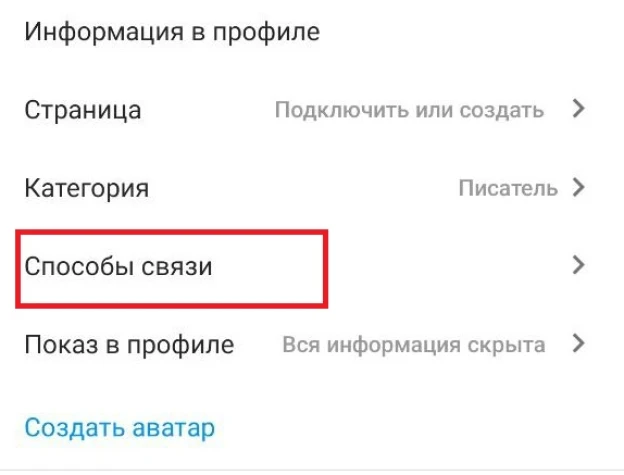 Информация в профиле
Страница Подключить или создать
Категория Писатель
Способы связи
Показ в профиле Вся информация скрыта
Создать аватар